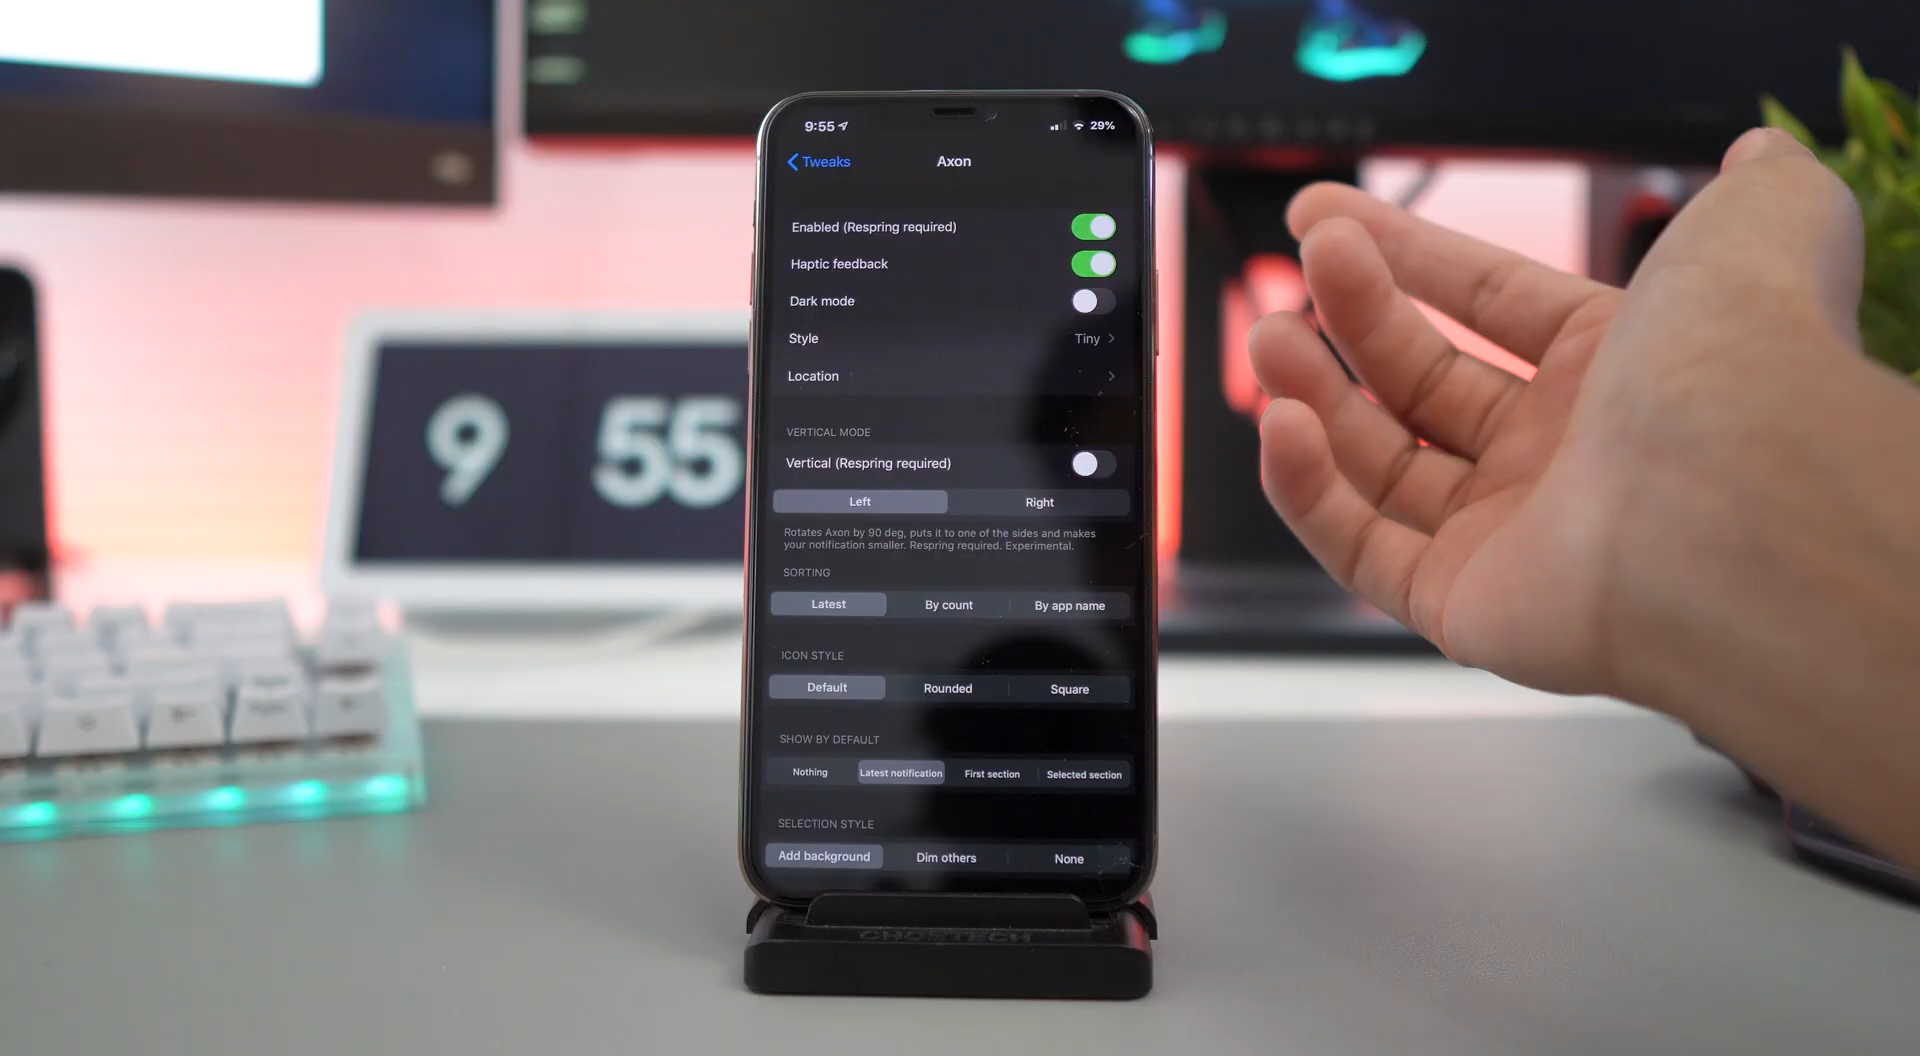 9:55
29%
Tweaks
Axon
Enabled (Respring required)
Haptic feedback
Dark mode
Style
Tiny
Location
VERTICAL MODE
Vertical (Respring required)
Left
Right
Rotates Axon by 90 deg, puts it to one of the sides and makes
your notification smaller. Respring required. Experimental.
SORTING
Latest
By count
By app name
ICON STYLE
Default
Rounded
Square
SHOW BY DEFAULT
Nothing
Latest notification
First section
Selected section
SELECTION STYLE
Add background
Dim others
None
9
55
CHOETECH